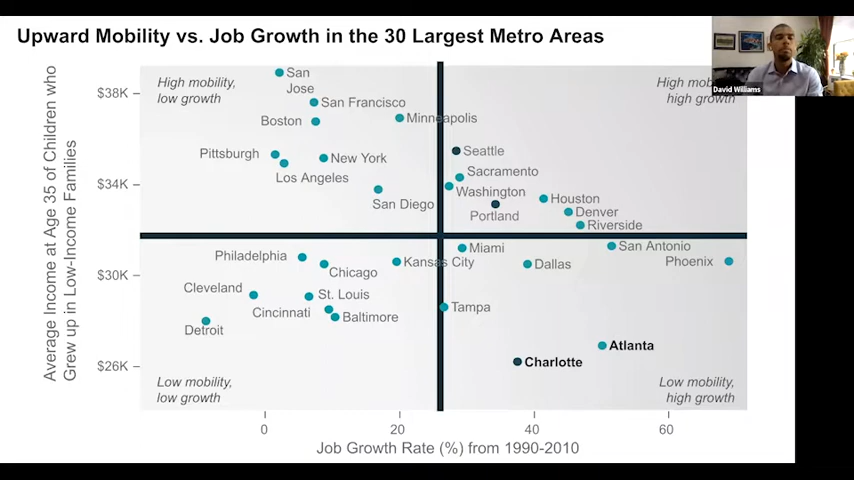 Upward Mobility vs. Job Growth in the 30 Largest Metro Areas
David Williams
Average Income at Age 35 of Children who
Grew up in Low-Income Families
$38K
$34K
$30K
$26K
High mobility,
low growth
High mob
high growth
San
Jose
San Francisco
Boston
Minneapolis
Pittsburgh
New York
Los Angeles
San Diego
Seattle
Sacramento
Washington
Portland
Houston
Denver
Riverside
Philadelphia
Chicago
Kansas City
Miami
Dallas
San Antonio
Phoenix
Cleveland
St. Louis
Cincinnati
Baltimore
Detroit
Tampa
Atlanta
Charlotte
Low mobility,
low growth
Low mobility,
high growth
0
20
40
60
Job Growth Rate (%) from 1990-2010